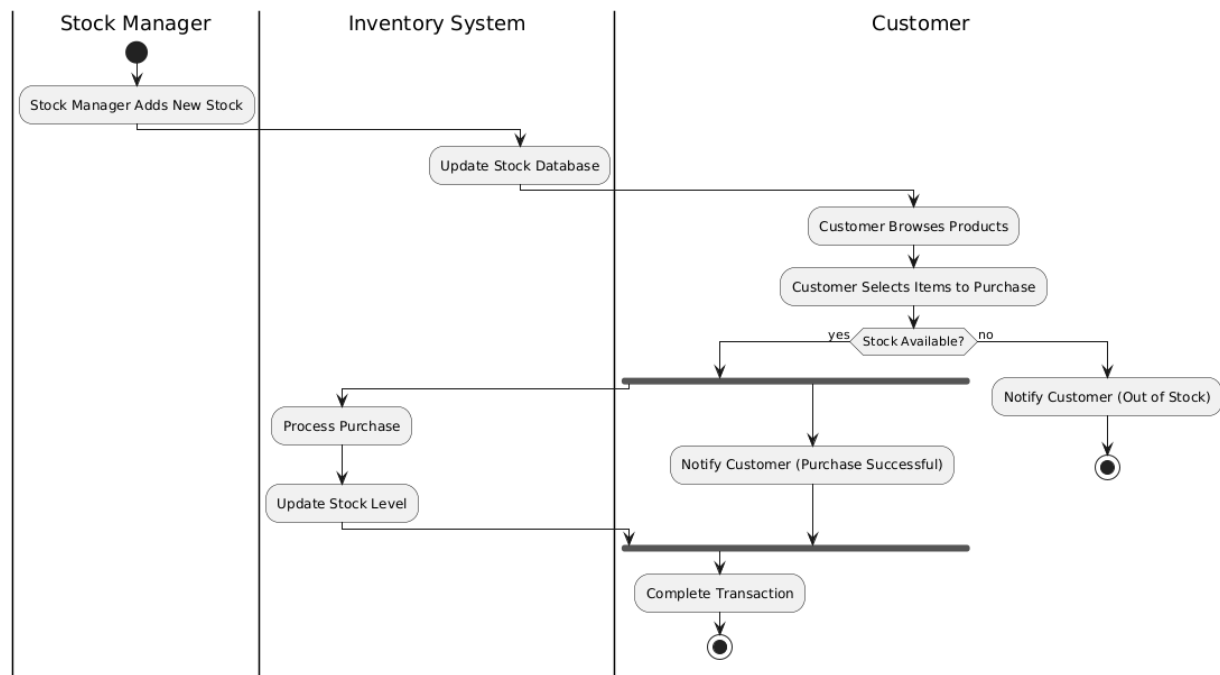 Stock Manager
Inventory System
Customer
Stock Manager Adds New Stock
Update Stock Database
Customer Browses Products
Customer Selects Items to Purchase
yes
Stock Available?
no
Notify Customer (Out of Stock)
Process Purchase
Notify Customer (Purchase Successful)
Update Stock Level
Complete Transaction